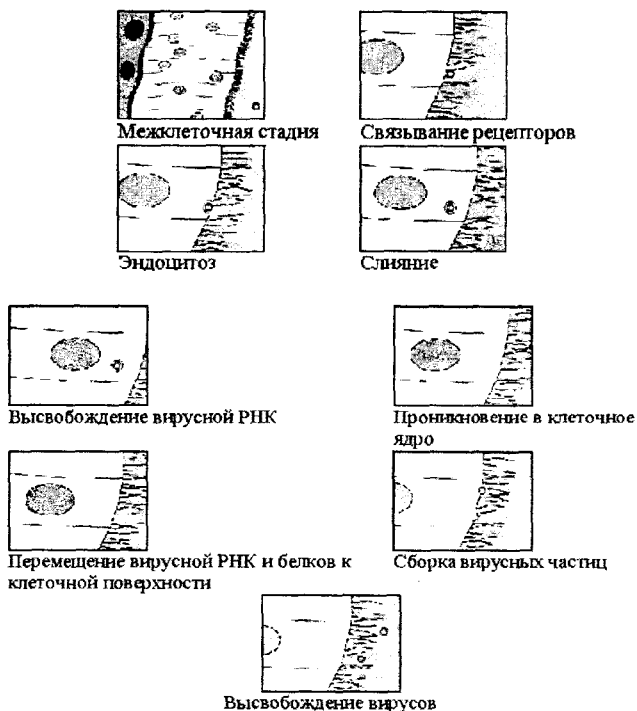 Межклеточная стадия
Связывание рецепторов
Эндоцитоз
Слияние
Высвобождение вирусной РНК
Проникновение в клеточное
ядро
Перемещение вирусной РНК и белков к
клеточной поверхности
Сборка вирусных частиц
Высвобождение вирусов